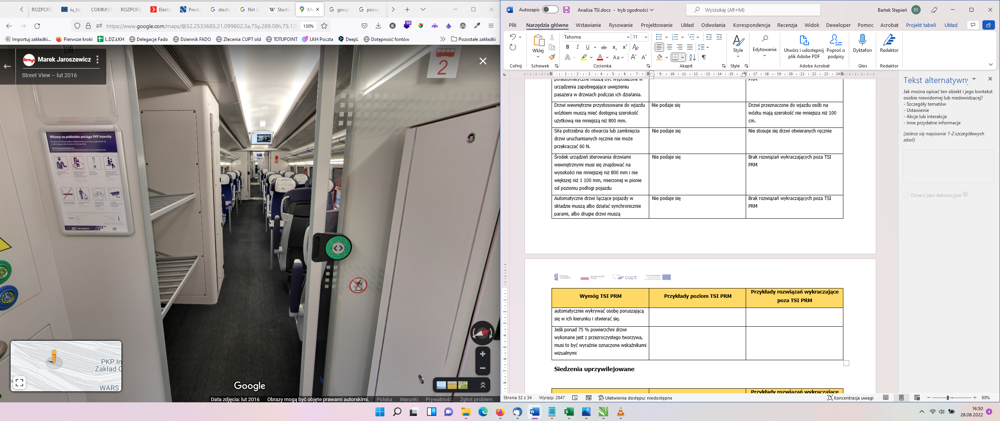 ROZPORZ
iu_tsi_
COMMISS
ROZPORZ
Elektr
Produ
stadle
flirt 2
Stadle
Ma
googl
pocią
https://www.google.com/maps/@52.2533685,21.099802,3a,75y,289.08h,75.13
130%
10
Importuj zakładki...
Pierwsze kroki
L.DZ.ŁKH
Delegacje Fado
Dziennik FADO
Zlecenia CUPT old
TOTUPOINT
LKH Poczta
DeepL
Dotępność fontów
Pozostałe zakładki
fomaya
Marek Jaroszewicz
Street View – lut 2016
2
Witamy na pokładzie pociągu PKP Intercity
SOS
PKP INTERCITY
PKP In
Zakład O
WARS
Google
Data zdjęcia: lut 2016 Obrazy mogą być objęte prawami autorskimi. Polska Warunki Prywatność Zgłoś problem
Autozapis
Analiza TSI.docx - tryb zgodności
Wyszukaj (Alt+M)
Bartek Stępień
BS
Plik
Narzędzia główne
Wstawianie
Rysowanie
Projektowanie
Układ
Odwołania
Korespondencja
Recenzja
Widok
Deweloper
Pomoc
Acrobat
Projekt tabeli
Układ
Tahoma
11
Wklej
Style
Edytowanie
Utwórz i udostępnij
plik Adobe PDF
Poproś o
podpisy
Dyktafon
Redaktor
Cofnij
Schowek
Czcionka
Akapit
Style
Adobe Acrobat
Głos
Redaktor
półautomatyczne muszą być wyposażone w
urządzenia zapobiegające uwięzieniu
pasażera w drzwiach podczas ich działania.
PRM
Drzwi wewnętrzne przystosowane do wjazdu
wózkiem muszą mieć dostępną szerokość
użytkową nie mniejszą niż 800 mm.
Nie podaje się
Drzwi przeznaczone do wjazdu osób na
wózku mają szerokość nie mniejsza niż 100
cm.
Siła potrzebna do otwarcia lub zamknięcia
drzwi uruchamianych ręcznie nie może
przekraczać 60 N.
Nie podaje się
Nie stosuje się drzwi otwieranych ręcznie
Środek urządzeń sterowania drzwiami
wewnętrznymi musi się znajdować na
wysokości nie mniejszej niż 800 mm i nie
większej niż 1 100 mm, mierzonej w pionie
od poziomu podłogi pojazdu
Nie podaje się
Brak rozwiązań wykraczających poza TSI
PRM
Automatyczne drzwi łączące pojazdy w
składzie muszą albo działać synchronicznie
parami, albo drugie drzwi muszą
Nie podaje się
Brak rozwiązań wykraczających poza TSI
PRM
Fundusze
Europejskie
Rzeczpospolita
Polska
cupt
Unia Europejska
Wymóg TSI PRM
Przykłady poziom TSI PRM
Przykłady rozwiązań wykraczające
poza TSI PRM
automatycznie wykrywać osobę poruszającą
się w ich kierunku i otwierać się.
Jeśli ponad 75 % powierzchni drzwi
wykonane jest z przezroczystego tworzywa,
musi to być wyraźnie oznaczone wskaźnikami
wizualnymi
Siedzenia uprzywilejowane
Przykłady rozwiązań wykraczające
Tekst alternatywny
Jak można opisać ten obiekt i jego kontekst
osobie niewidomej lub niedowidzącej?
- Szczegóły tematów
- Ustawienie
- Akcje lub interakcje
- Inne przydatne informacje
(zaleca się napisanie 1-2 szczegółowych
zdań)
Oznacz jako dekoracyjne
Strona 32 z 34
Wyrazy: 2847
Ułatwienia dostępu: niedostępne
Koncentracja uwagi
80%
16:50
28.08.2022
4